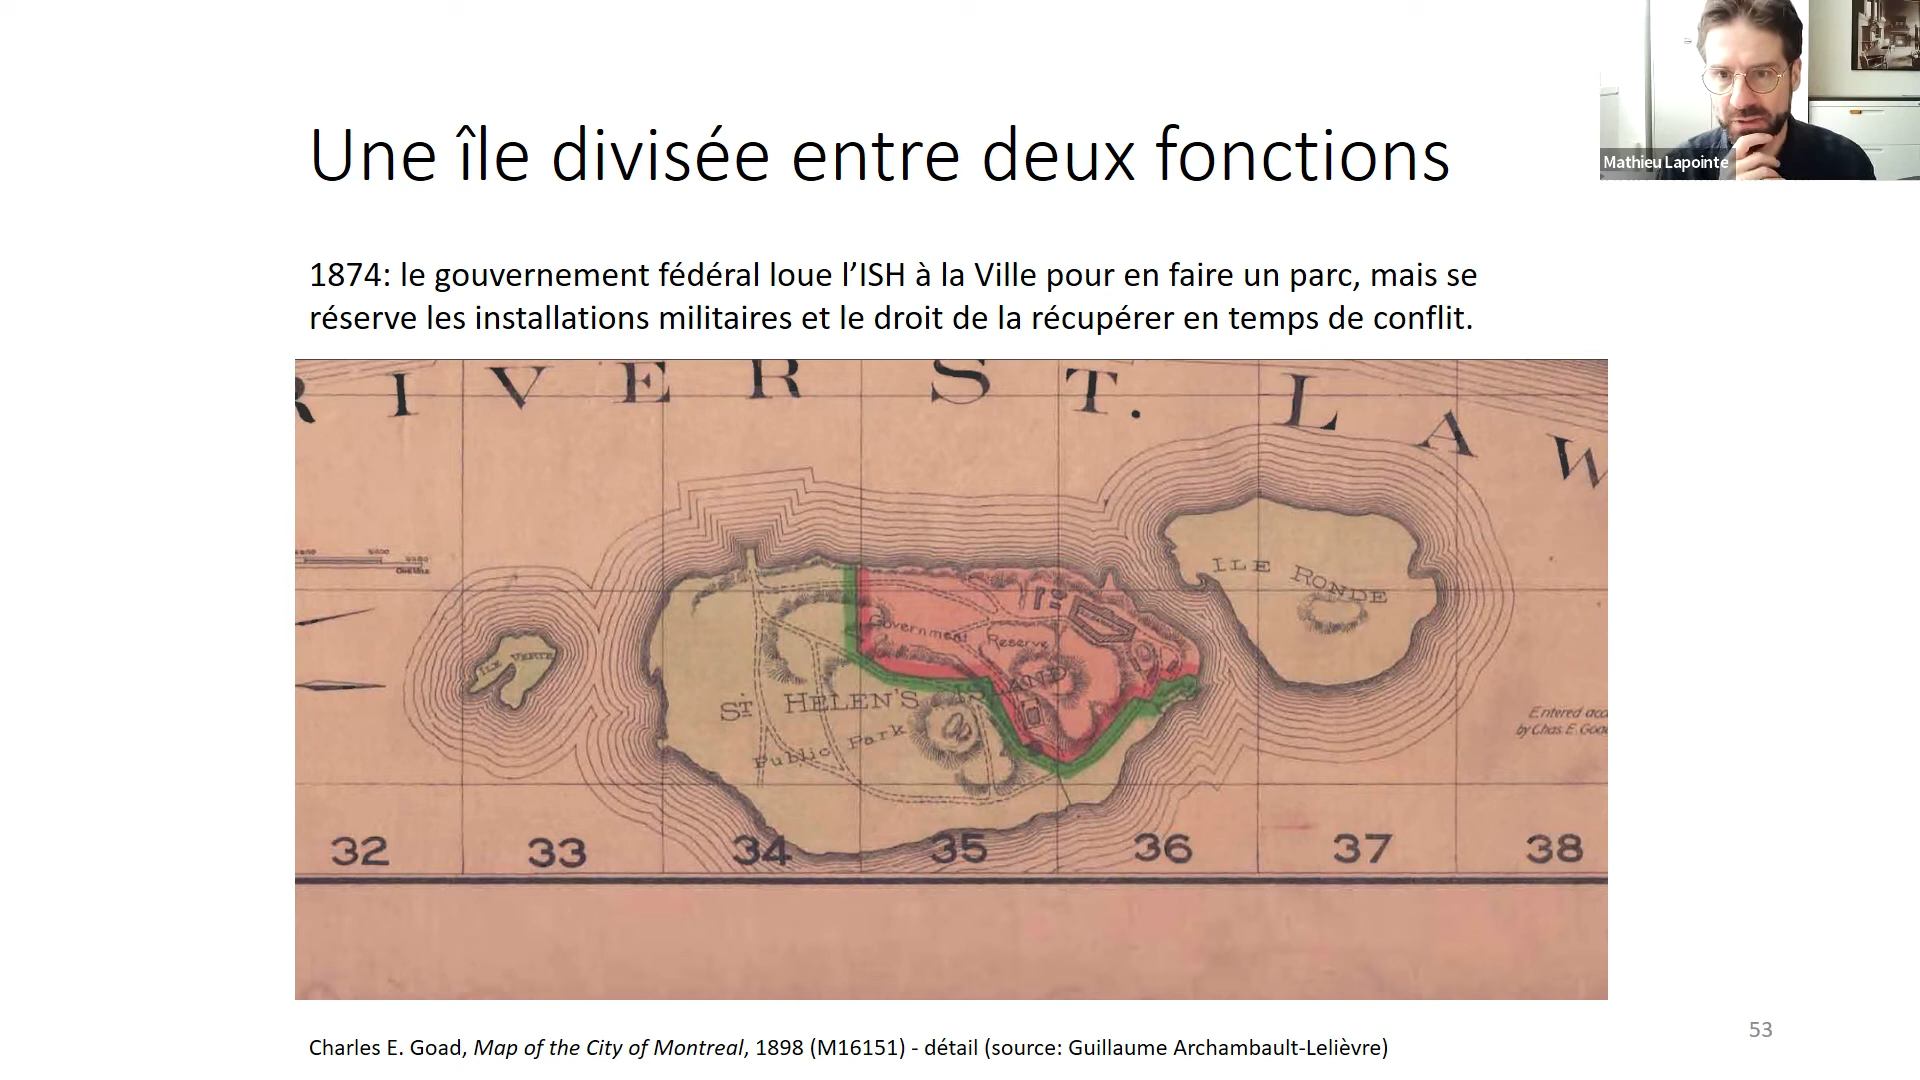 Une île divisée entre deux fonctions
Mathieu Lapointe
1874: le gouvernement fédéral loue l’ISH à la Ville pour en faire un parc, mais se
réserve les installations militaires et le droit de la récupérer en temps de conflit.
RIVER ST. LAW
ILE RONDE
Government Reserve
ILE VERTE
ST HELEN'S ISLAND
Public Park
Entered acc
by Chas. E. Goa
32 33 34 35 36 37 38
53
Charles E. Goad, Map of the City of Montreal, 1898 (M16151) - détail (source: Guillaume Archambault-Lelièvre)